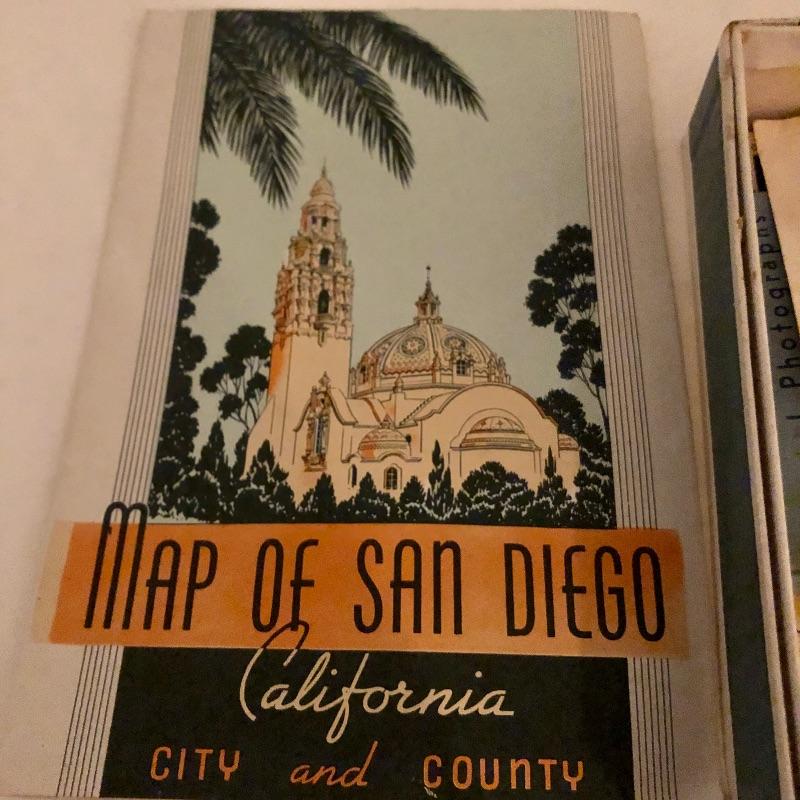 MAP OF SAN DIEGO
California
CITY and COUNTY
Photographs